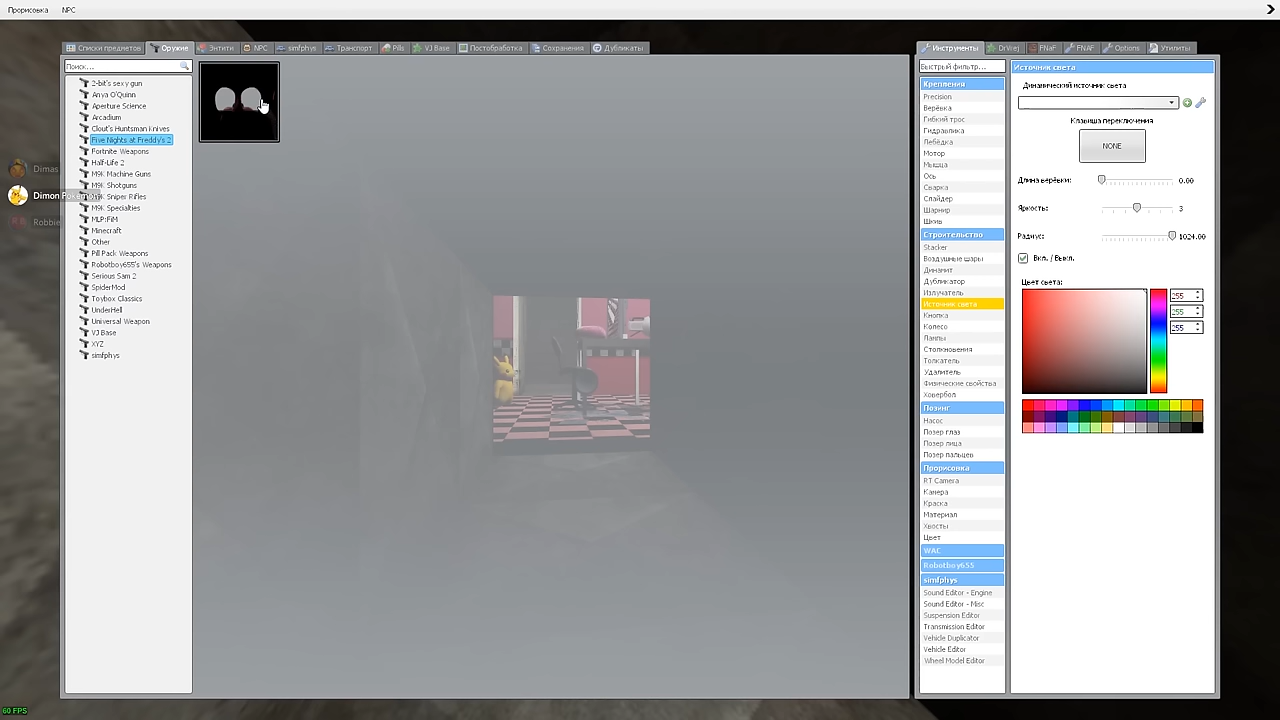 Прорисовка NPC
Списки предметов Оружие Энтити NPC simfphys Транспорт Pills VJ Base Постобработка Сохранения Дубликаты
Поиск...
2-bit's sexy gun
Anya O'Quinn
Aperture Science
Arcadium
Clout's Huntsman Knives
Five Nights at Freddy's 2
Fortnite Weapons
Half-Life 2
M9K Machine Guns
M9K Shotguns
M9K Sniper Rifles
M9K Specialties
MLP:FiM
Minecraft
Other
Pill Pack Weapons
Robotboy655's Weapons
Serious Sam 2
SpiderMod
Toybox Classics
UnderHell
Universal Weapon
VJ Base
XYZ
simfphys
Dimas
Dimon
Robbie
Инструменты DrVrej FNaF FNAF Options Утилиты
Быстрый фильтр...
Крепления
Precision
Верёвка
Гибкий трос
Гидравлика
Лебёдка
Мотор
Мышца
Ось
Сварка
Слайдер
Шарнир
Шкив
Строительство
Stacker
Воздушные шары
Динамит
Дубликатор
Излучатель
Источник света
Кнопка
Колесо
Лампы
Столкновения
Толкатель
Удалитель
Физические свойства
Ховербол
Позинг
Насос
Позер глаз
Позер лица
Позер пальцев
Прорисовка
RT Camera
Камера
Краска
Материал
Хвосты
Цвет
WAC
Robotboy655
simfphys
Sound Editor - Engine
Sound Editor - Misc
Suspension Editor
Transmission Editor
Vehicle Duplicator
Vehicle Editor
Wheel Model Editor
Источник света
Динамический источник света
Клавиша переключения
NONE
Длина верёвки: 0.00
Яркость: 3
Радиус: 1024.00
Вкл. / Выкл.
Цвет света:
255
255
255
60 FPS